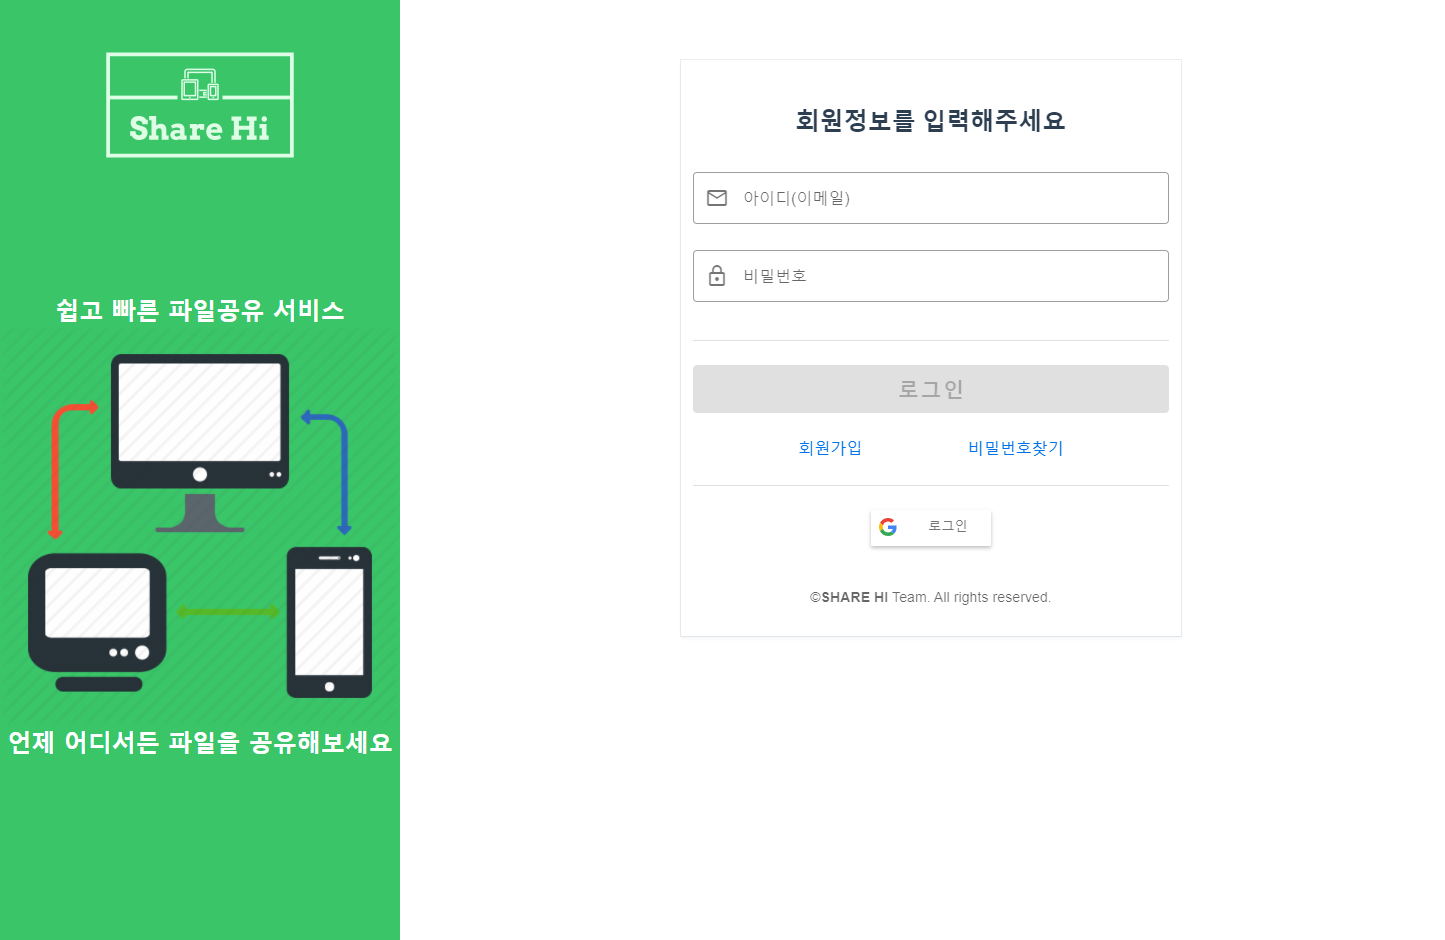 Share Hi
쉽고 빠른 파일공유 서비스
언제 어디서든 파일을 공유해보세요
회원정보를 입력해주세요
아이디(이메일)
비밀번호
로그인
회원가입 비밀번호찾기
로그인
©SHARE HI Team. All rights reserved.